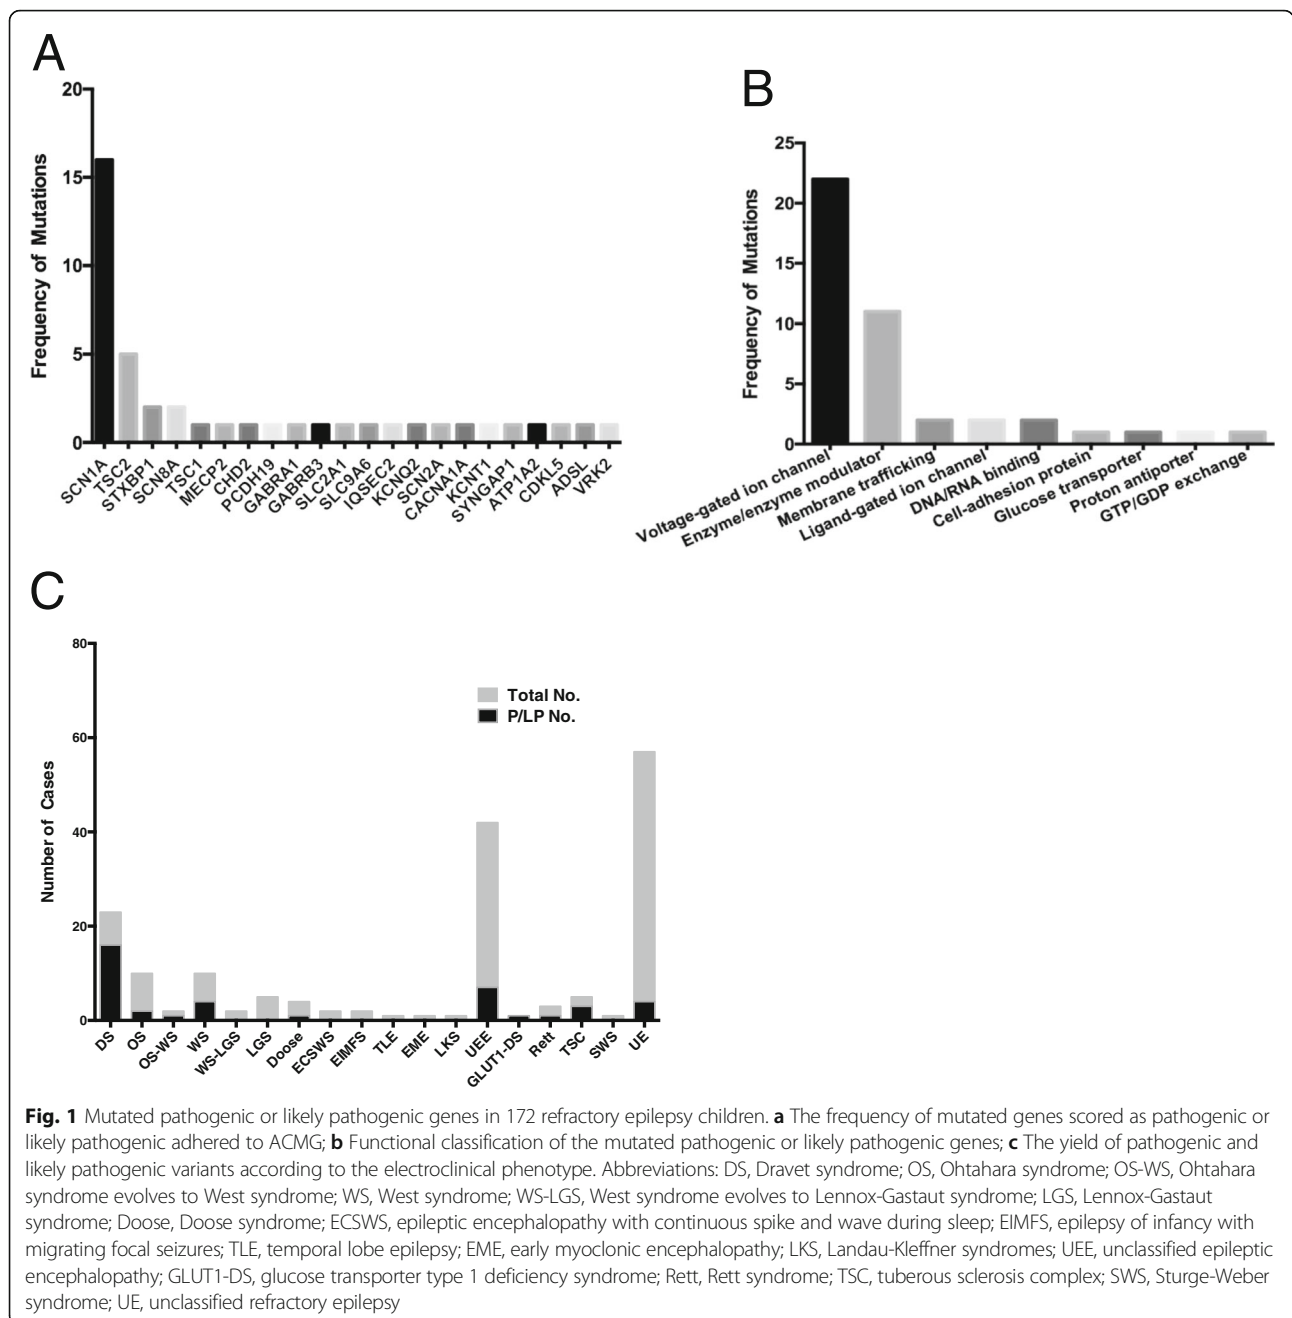 A
20
15
10
5
0
Frequency of Mutations
SCN1A
TSC2
STXBP1
SCN8A
TSC1
MECP2
CHD2
PCDH19
GABRA1
GABRB3
SLC2A1
SLC9A6
IQSEC2
KCNQ2
SCN2A
CACNA1A
KCNT1
SYNGAP1
ATP1A2
CDKL5
ADSL
VRK2
B
25
20
15
10
5
0
Frequency of Mutations
Voltage-gated ion channel
Enzyme/enzyme modulator
Membrane trafficking
Ligand-gated ion channel
DNA/RNA binding
Cell-adhesion protein
Glucose transporter
Proton antiporter
GTP/GDP exchange
C
80
60
40
20
0
Number of Cases
Total No.
P/LP No.
DS
OS
OS-WS
WS
WS-LGS
LGS
Doose
ECSWS
EIMFS
TLE
EME
LKS
UEE
GLUT1-DS
Rett
TSC
SWS
UE
Fig. 1 Mutated pathogenic or likely pathogenic genes in 172 refractory epilepsy children. a The frequency of mutated genes scored as pathogenic or
likely pathogenic adhered to ACMG; b Functional classification of the mutated pathogenic or likely pathogenic genes; c The yield of pathogenic and
likely pathogenic variants according to the electroclinical phenotype. Abbreviations: DS, Dravet syndrome; OS, Ohtahara syndrome; OS-WS, Ohtahara
syndrome evolves to West syndrome; WS, West syndrome; WS-LGS, West syndrome evolves to Lennox-Gastaut syndrome; LGS, Lennox-Gastaut
syndrome; Doose, Doose syndrome; ECSWS, epileptic encephalopathy with continuous spike and wave during sleep; EIMFS, epilepsy of infancy with
migrating focal seizures; TLE, temporal lobe epilepsy; EME, early myoclonic encephalopathy; LKS, Landau-Kleffner syndromes; UEE, unclassified epileptic
encephalopathy; GLUT1-DS, glucose transporter type 1 deficiency syndrome; Rett, Rett syndrome; TSC, tuberous sclerosis complex; SWS, Sturge-Weber
syndrome; UE, unclassified refractory epilepsy